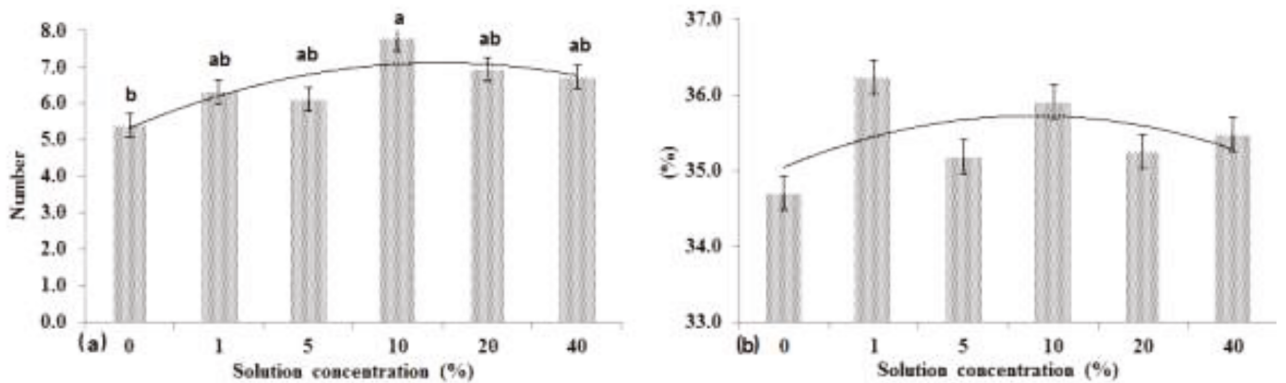 8.0
7.0
6.0
5.0
4.0
3.0
2.0
1.0
0.0
Number
b
ab
ab
a
ab
ab
(a)
0 1 5 10 20 40
Solution concentration (%)
37.0
36.0
35.0
34.0
33.0
(%)
(b)
0 1 5 10 20 40
Solution concentration (%)